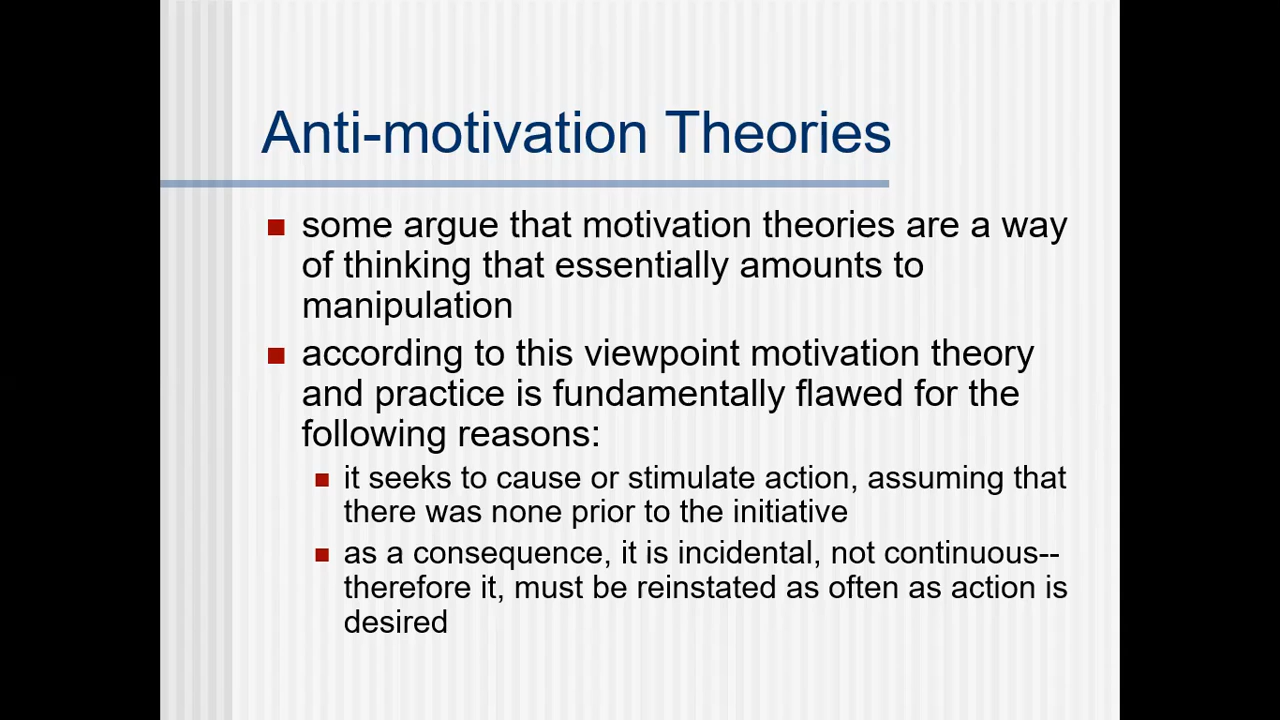 Anti-motivation Theories
some argue that motivation theories are a way
of thinking that essentially amounts to
manipulation
according to this viewpoint motivation theory
and practice is fundamentally flawed for the
following reasons:
it seeks to cause or stimulate action, assuming that
there was none prior to the initiative
as a consequence, it is incidental, not continuous--
therefore it, must be reinstated as often as action is
desired